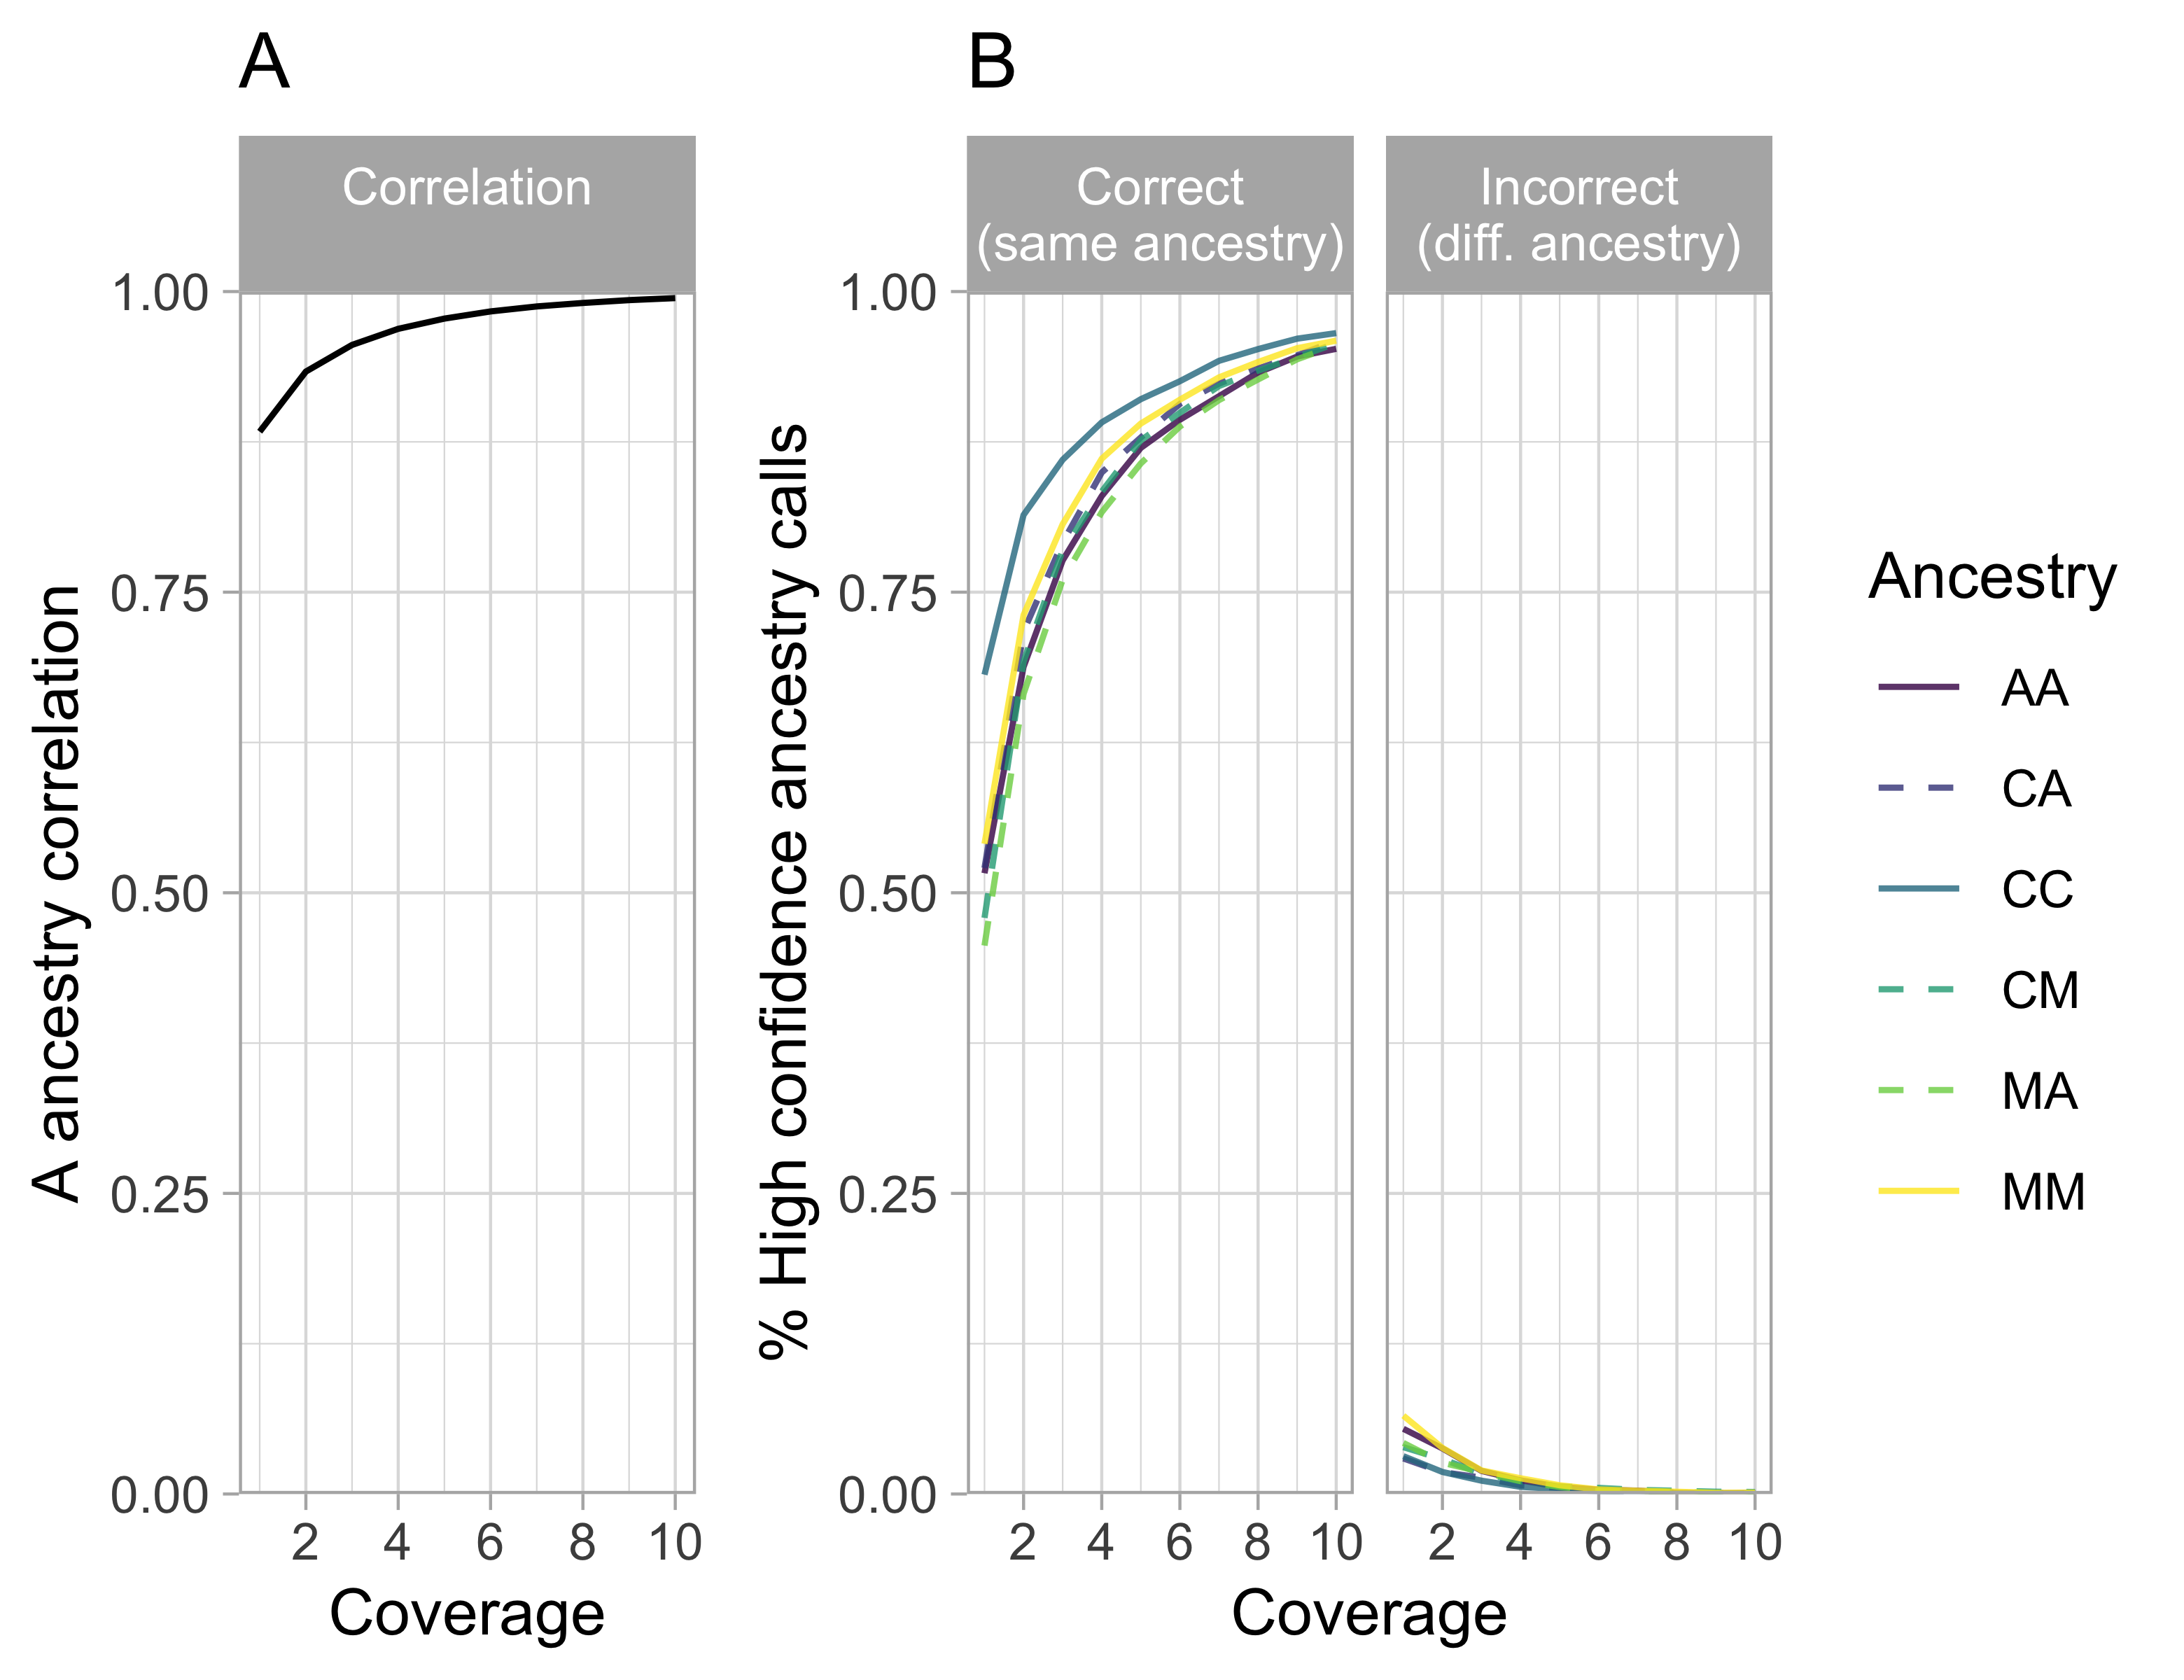 A
B
Correlation
Correct
(same ancestry)
Incorrect
(diff. ancestry)
A ancestry correlation
1.00
0.75
0.50
0.25
0.00
2 4 6 8 10
Coverage
% High confidence ancestry calls
1.00
0.75
0.50
0.25
0.00
2 4 6 8 10
2 4 6 8 10
Coverage
Ancestry
AA
CA
CC
CM
MA
MM